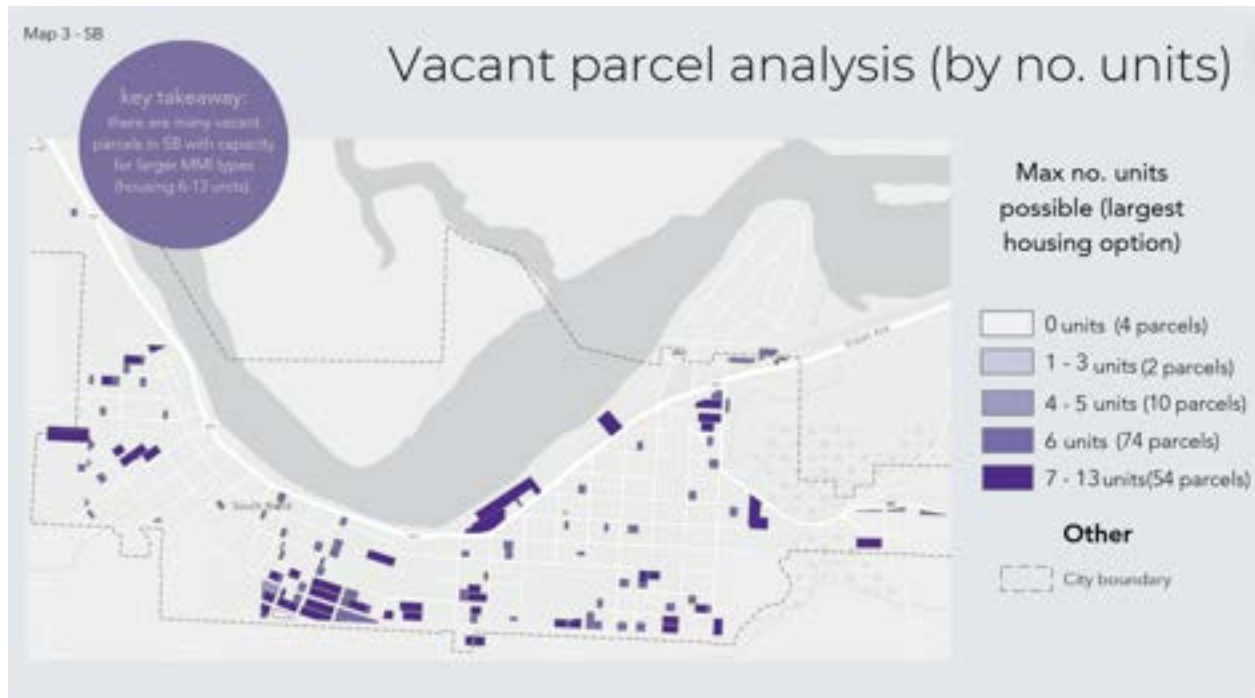 Map 3 - SB
Vacant parcel analysis (by no. units)
key takeaway:
there are many vacant
parcels in SB with capacity
for larger MMI types
(housing 6-13 units)
Max no. units
possible (largest
housing option)
0 units (4 parcels)
1 - 3 units (2 parcels)
4 - 5 units (10 parcels)
6 units (74 parcels)
7 - 13 units(54 parcels)
Other
City boundary
South Bend